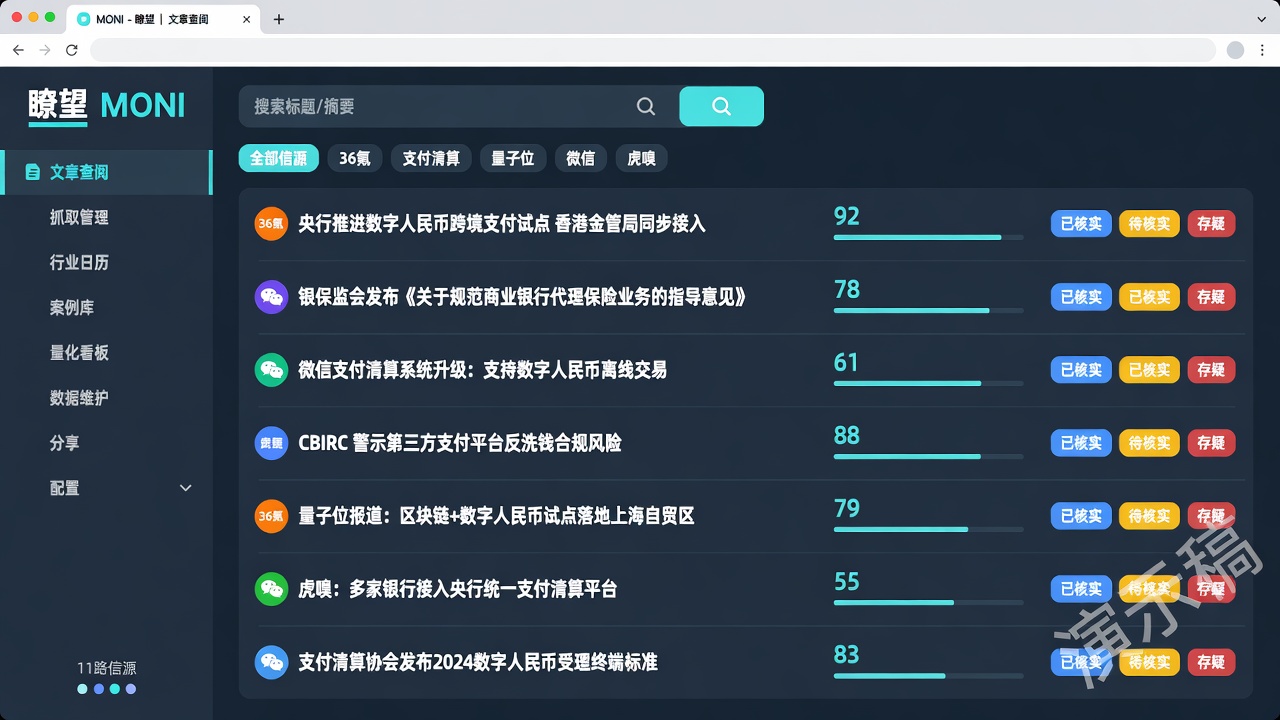 MONI - 瞭望 | 文章查阅
瞭望 MONI
文章查阅
抓取管理
行业日历
案例库
量化看板
数据维护
分享
配置
11路信源
搜索标题/摘要
全部信源 36氪 支付清算 量子位 微信 虎嗅
36氪 央行推进数字人民币跨境支付试点 香港金管局同步接入 92 已核实 待核实 存疑
银保监会发布《关于规范商业银行代理保险业务的指导意见》 78 已核实 已核实 存疑
微信支付清算系统升级：支持数字人民币离线交易 61 已核实 已核实 存疑
CBIRC 警示第三方支付平台反洗钱合规风险 88 已核实 待核实 存疑
36氪 量子位报道：区块链+数字人民币试点落地上海自贸区 79 已核实 待核实 存疑
虎嗅：多家银行接入央行统一支付清算平台 55 已核实 待核实 存疑
支付清算协会发布2024数字人民币受理终端标准 83 已核实 待核实 存疑
演示稿